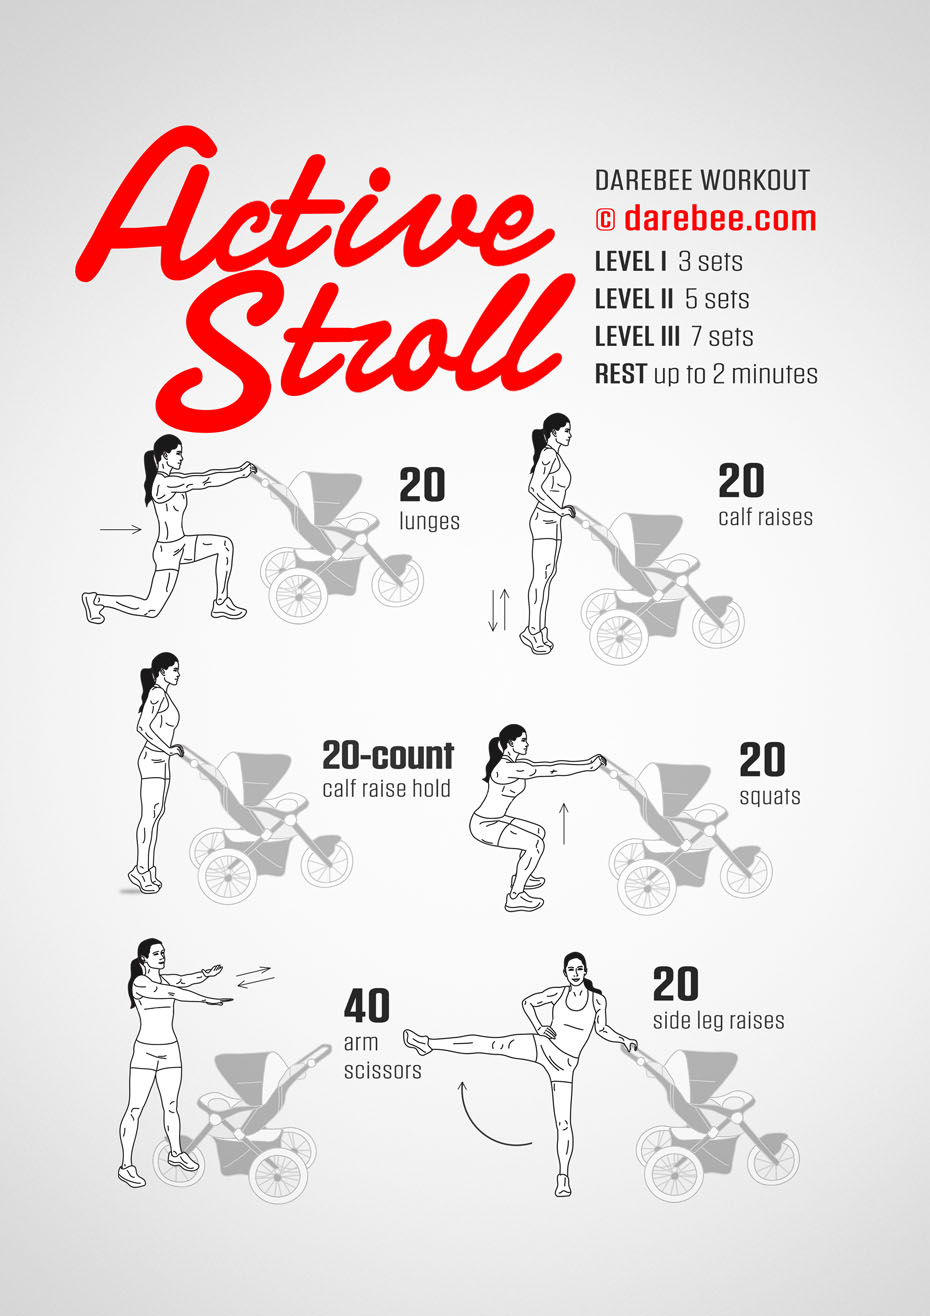 Active
Stroll
DAREBEE WORKOUT
© darebee.com
LEVEL I 3 sets
LEVEL II 5 sets
LEVEL III 7 sets
REST up to 2 minutes
20
lunges
20
calf raises
20-count
calf raise hold
20
squats
40
arm
scissors
20
side leg raises